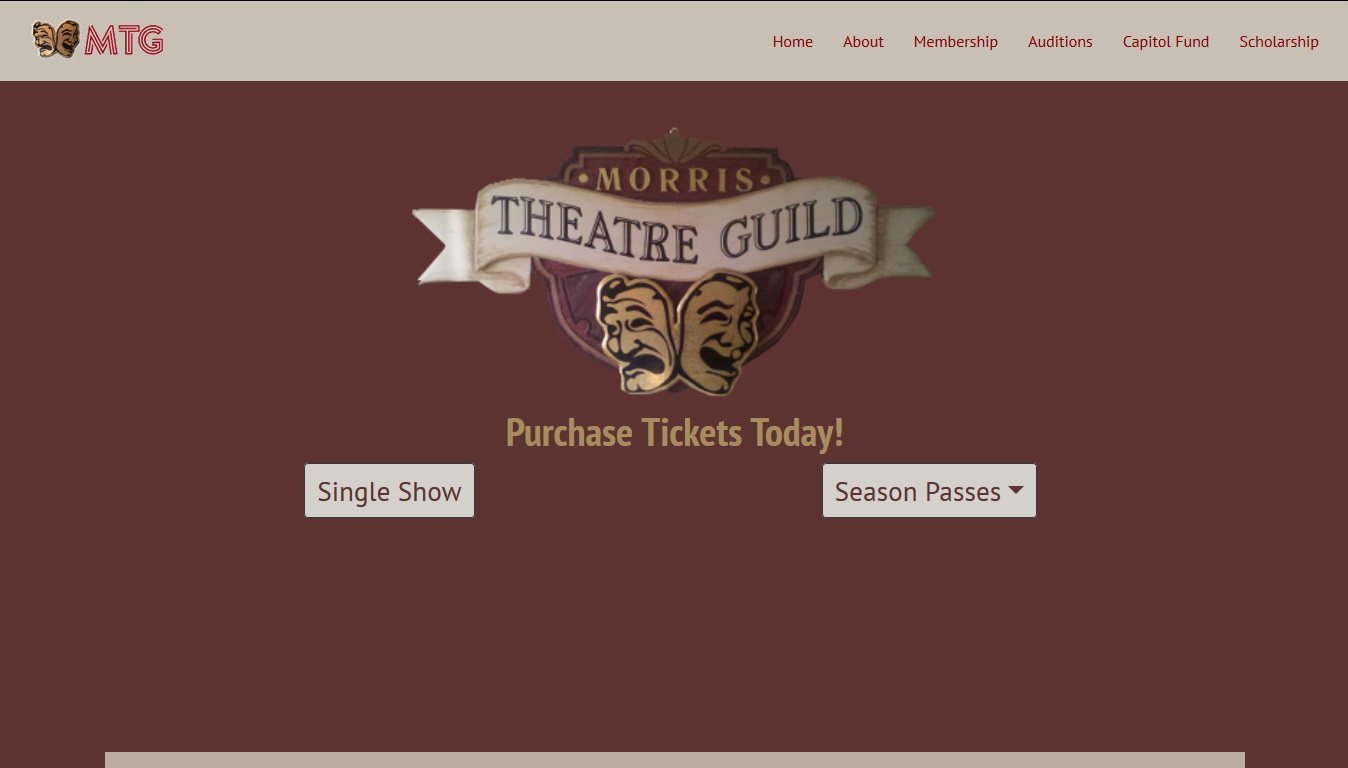 MTG
Home About Membership Auditions Capitol Fund Scholarship
MORRIS
THEATRE GUILD
Purchase Tickets Today!
Single Show
Season Passes